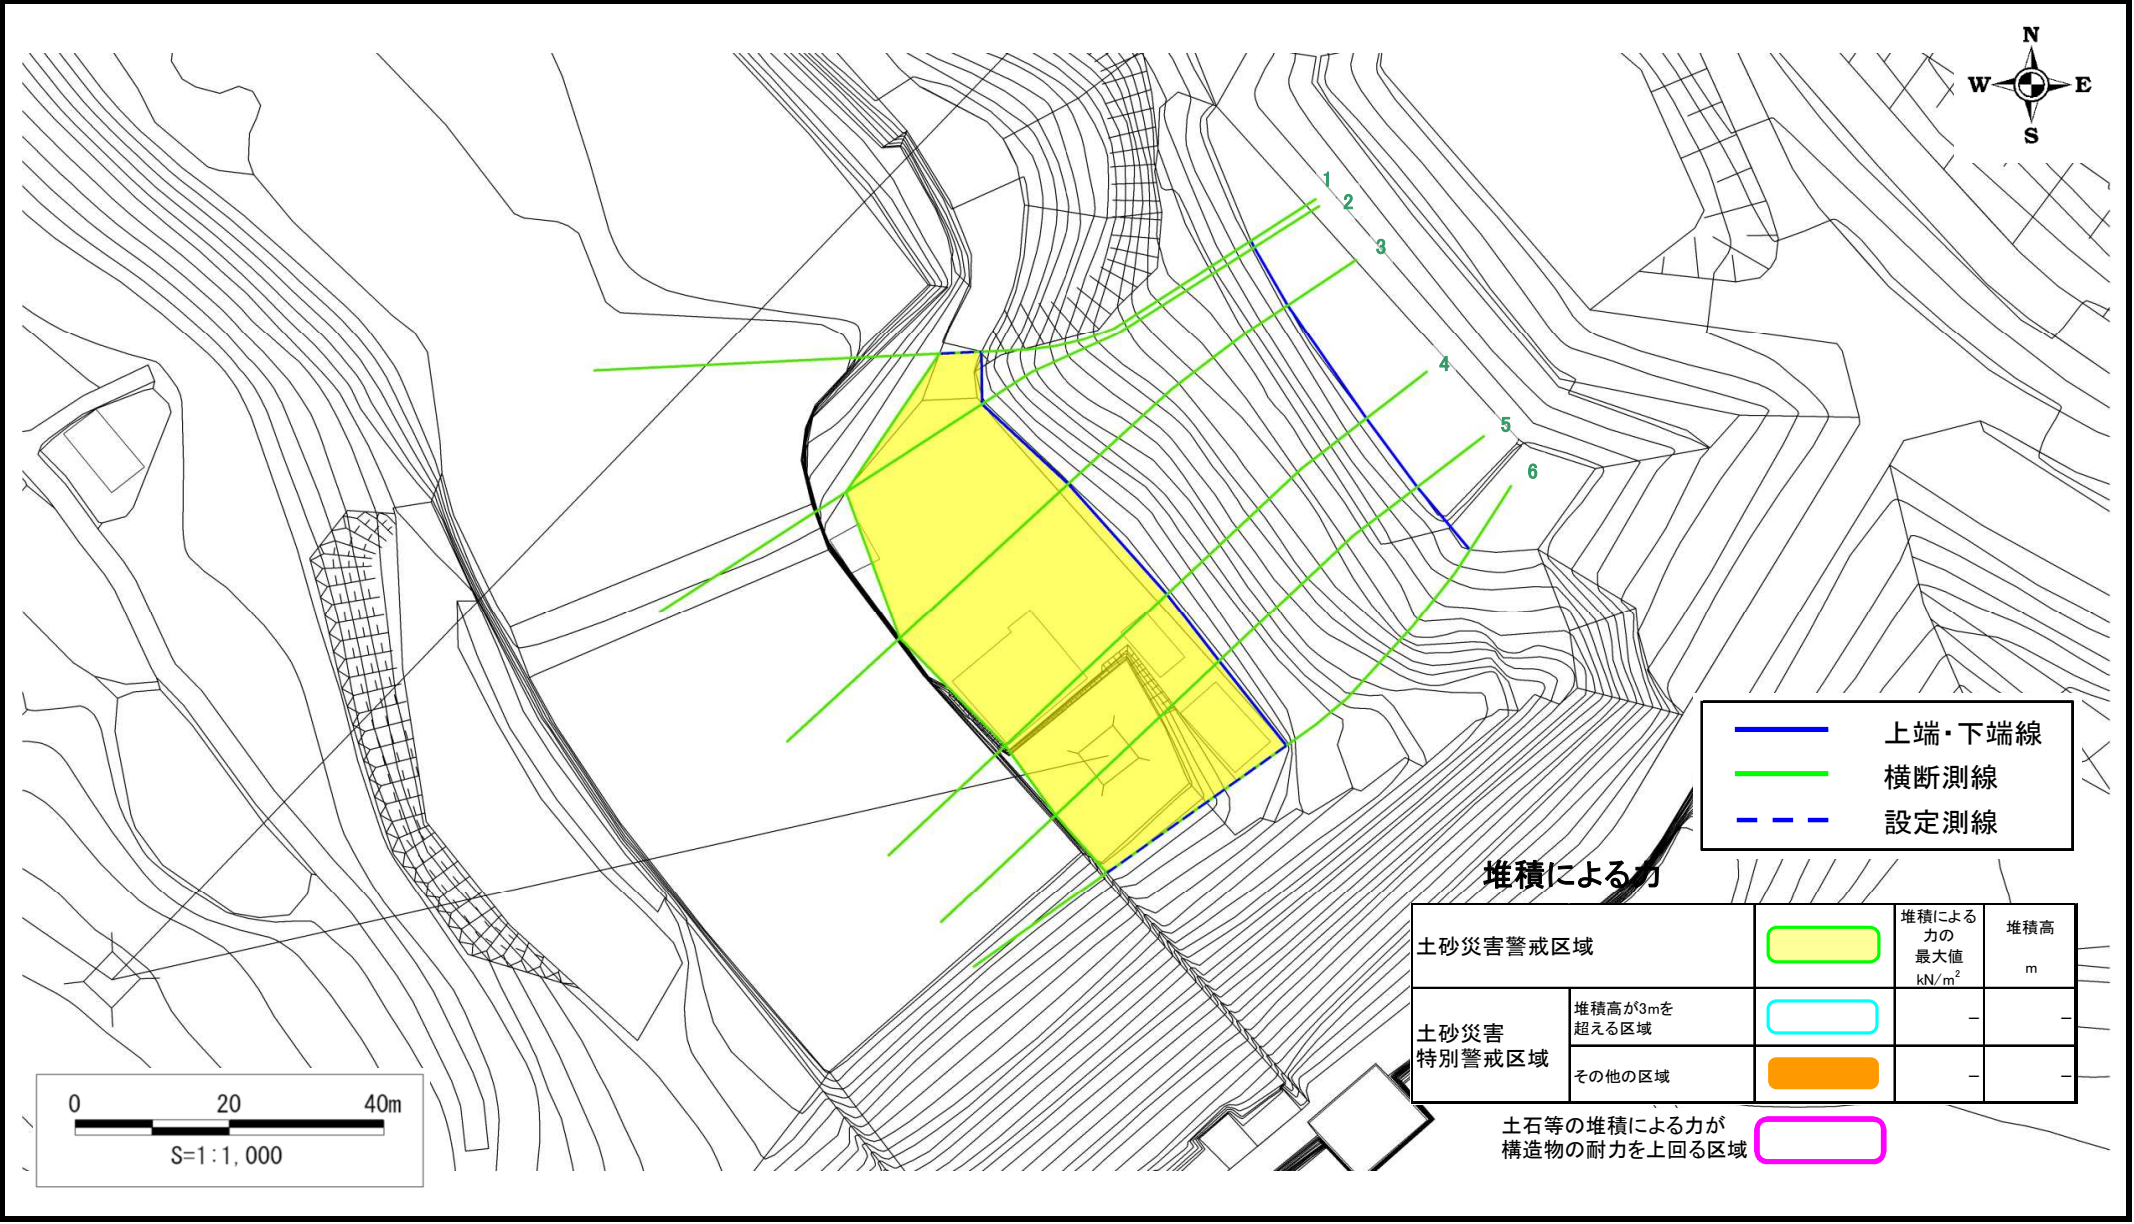 N
W E
S
1
2
3
4
5
6
上端・下端線
横断測線
設定測線
堆積による力
土砂災害警戒区域
堆積による
力の
最大値
kN/m²
堆積高
m
土砂災害
特別警戒区域
堆積高が3mを
超える区域
－ －
その他の区域
－ －
土石等の堆積による力が
構造物の耐力を上回る区域
0 20 40m
S=1:1,000